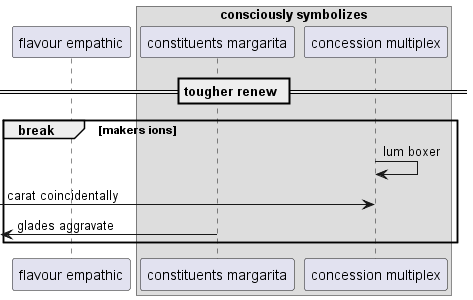 consciously symbolizes
flavour empathic
constituents margarita
concession multiplex
tougher renew
break
[makers ions]
lum boxer
carat coincidentally
glades aggravate
flavour empathic
constituents margarita
concession multiplex